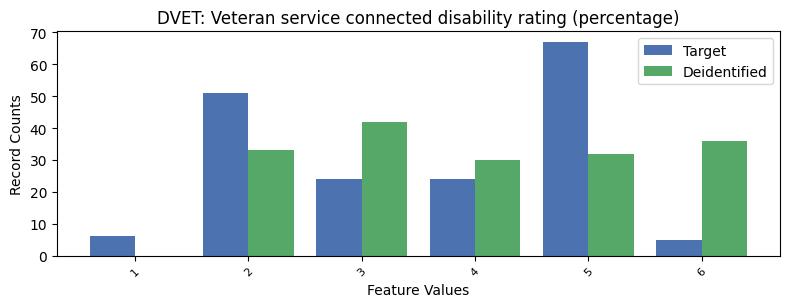 DVET: Veteran service connected disability rating (percentage)
Target
Deidentified
Record Counts
70
60
50
40
30
20
10
0
1 2 3 4 5 6
Feature Values